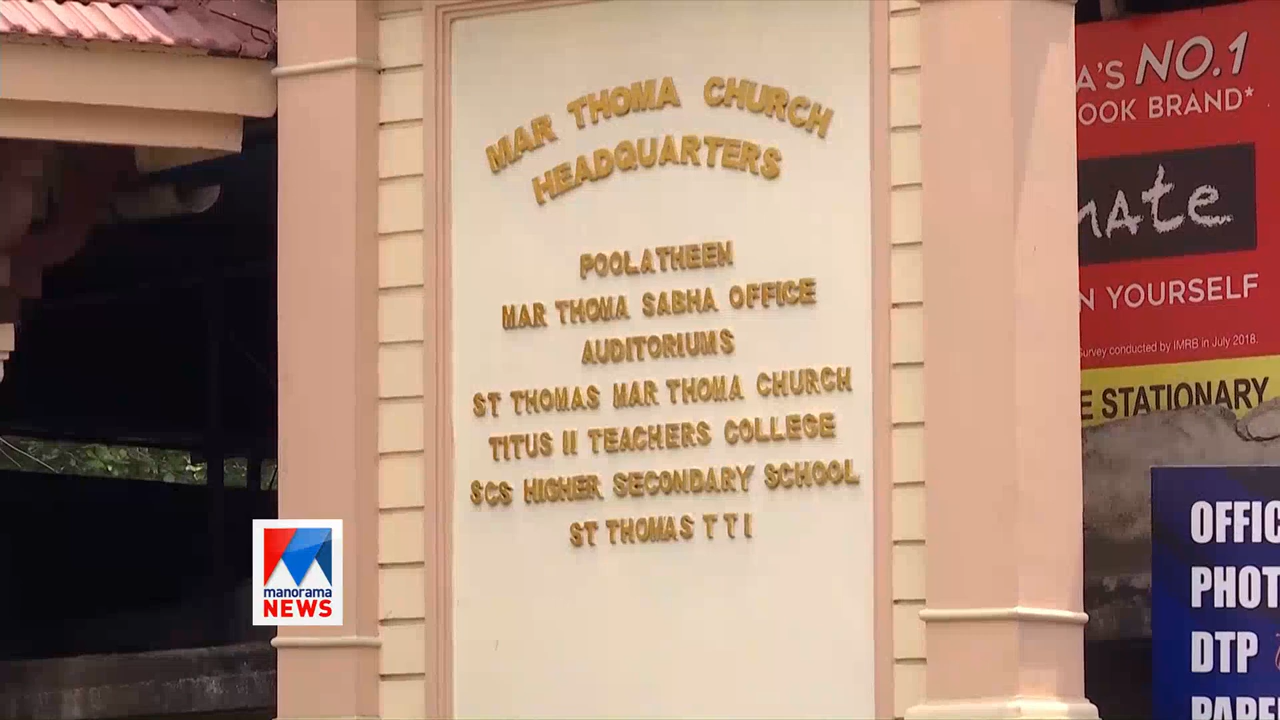 MAR THOMA CHURCH
HEADQUARTERS
POOLATHEEN
MAR THOMA SABHA OFFICE
AUDITORIUMS
ST THOMAS MAR THOMA CHURCH
TITUS II TEACHERS COLLEGE
SCS HIGHER SECONDARY SCHOOL
ST THOMAS T T I
manorama
NEWS
A'S NO.1
OOK BRAND*
mate
N YOURSELF
Survey conducted by IMRB in July 2018.
E STATIONARY
OFFIC
PHOT
DTP
PAPE